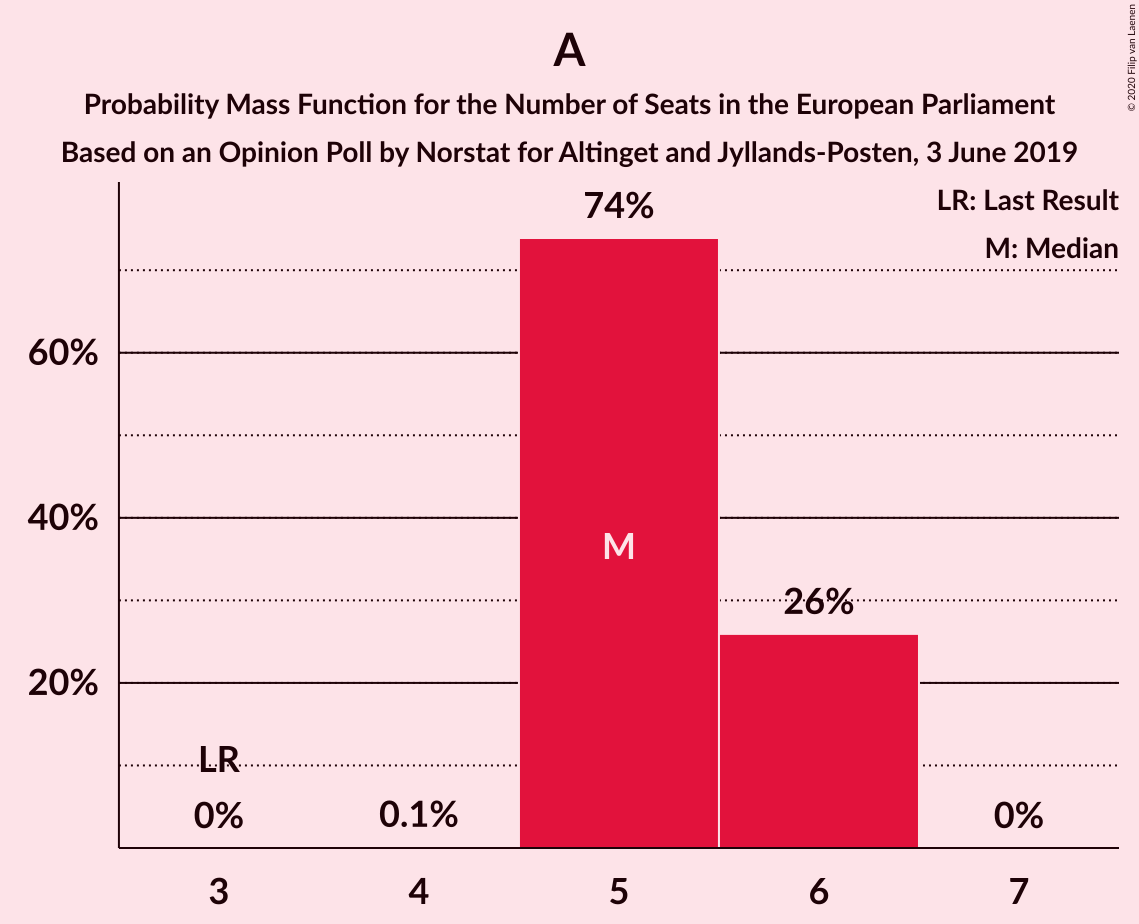 A
Probability Mass Function for the Number of Seats in the European Parliament
Based on an Opinion Poll by Norstat for Altinget and Jyllands-Posten, 3 June 2019
© 2020 Filip van Laenen
LR: Last Result
M: Median
74%
60%
40%
M
26%
20%
LR
0%
0.1%
0%
3 4 5 6 7